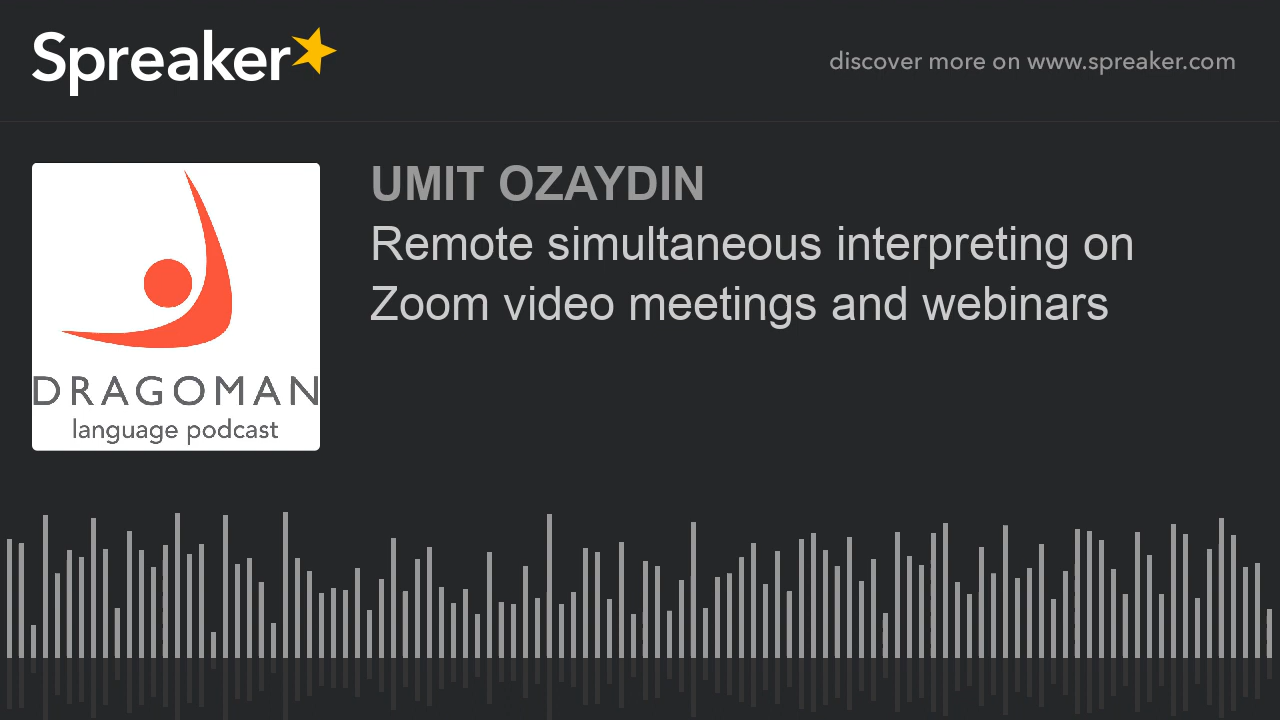 Spreaker
discover more on www.spreaker.com
UMIT OZAYDIN
Remote simultaneous interpreting on
Zoom video meetings and webinars
DRAGOMAN
language podcast